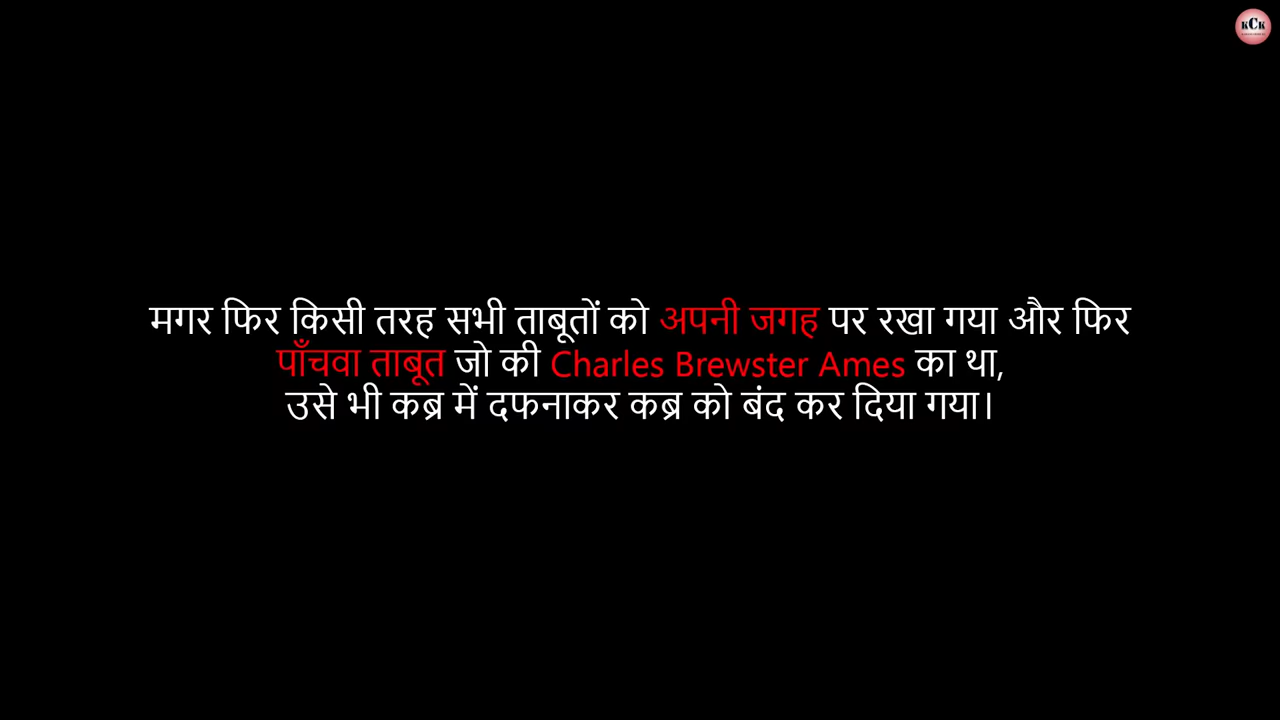 KCK
मगर फिर किसी तरह सभी ताबूतों को अपनी जगह पर रखा गया और फिर
पाँचवा ताबूत जो की Charles Brewster Ames का था,
उसे भी कब्र में दफनाकर कब्र को बंद कर दिया गया।